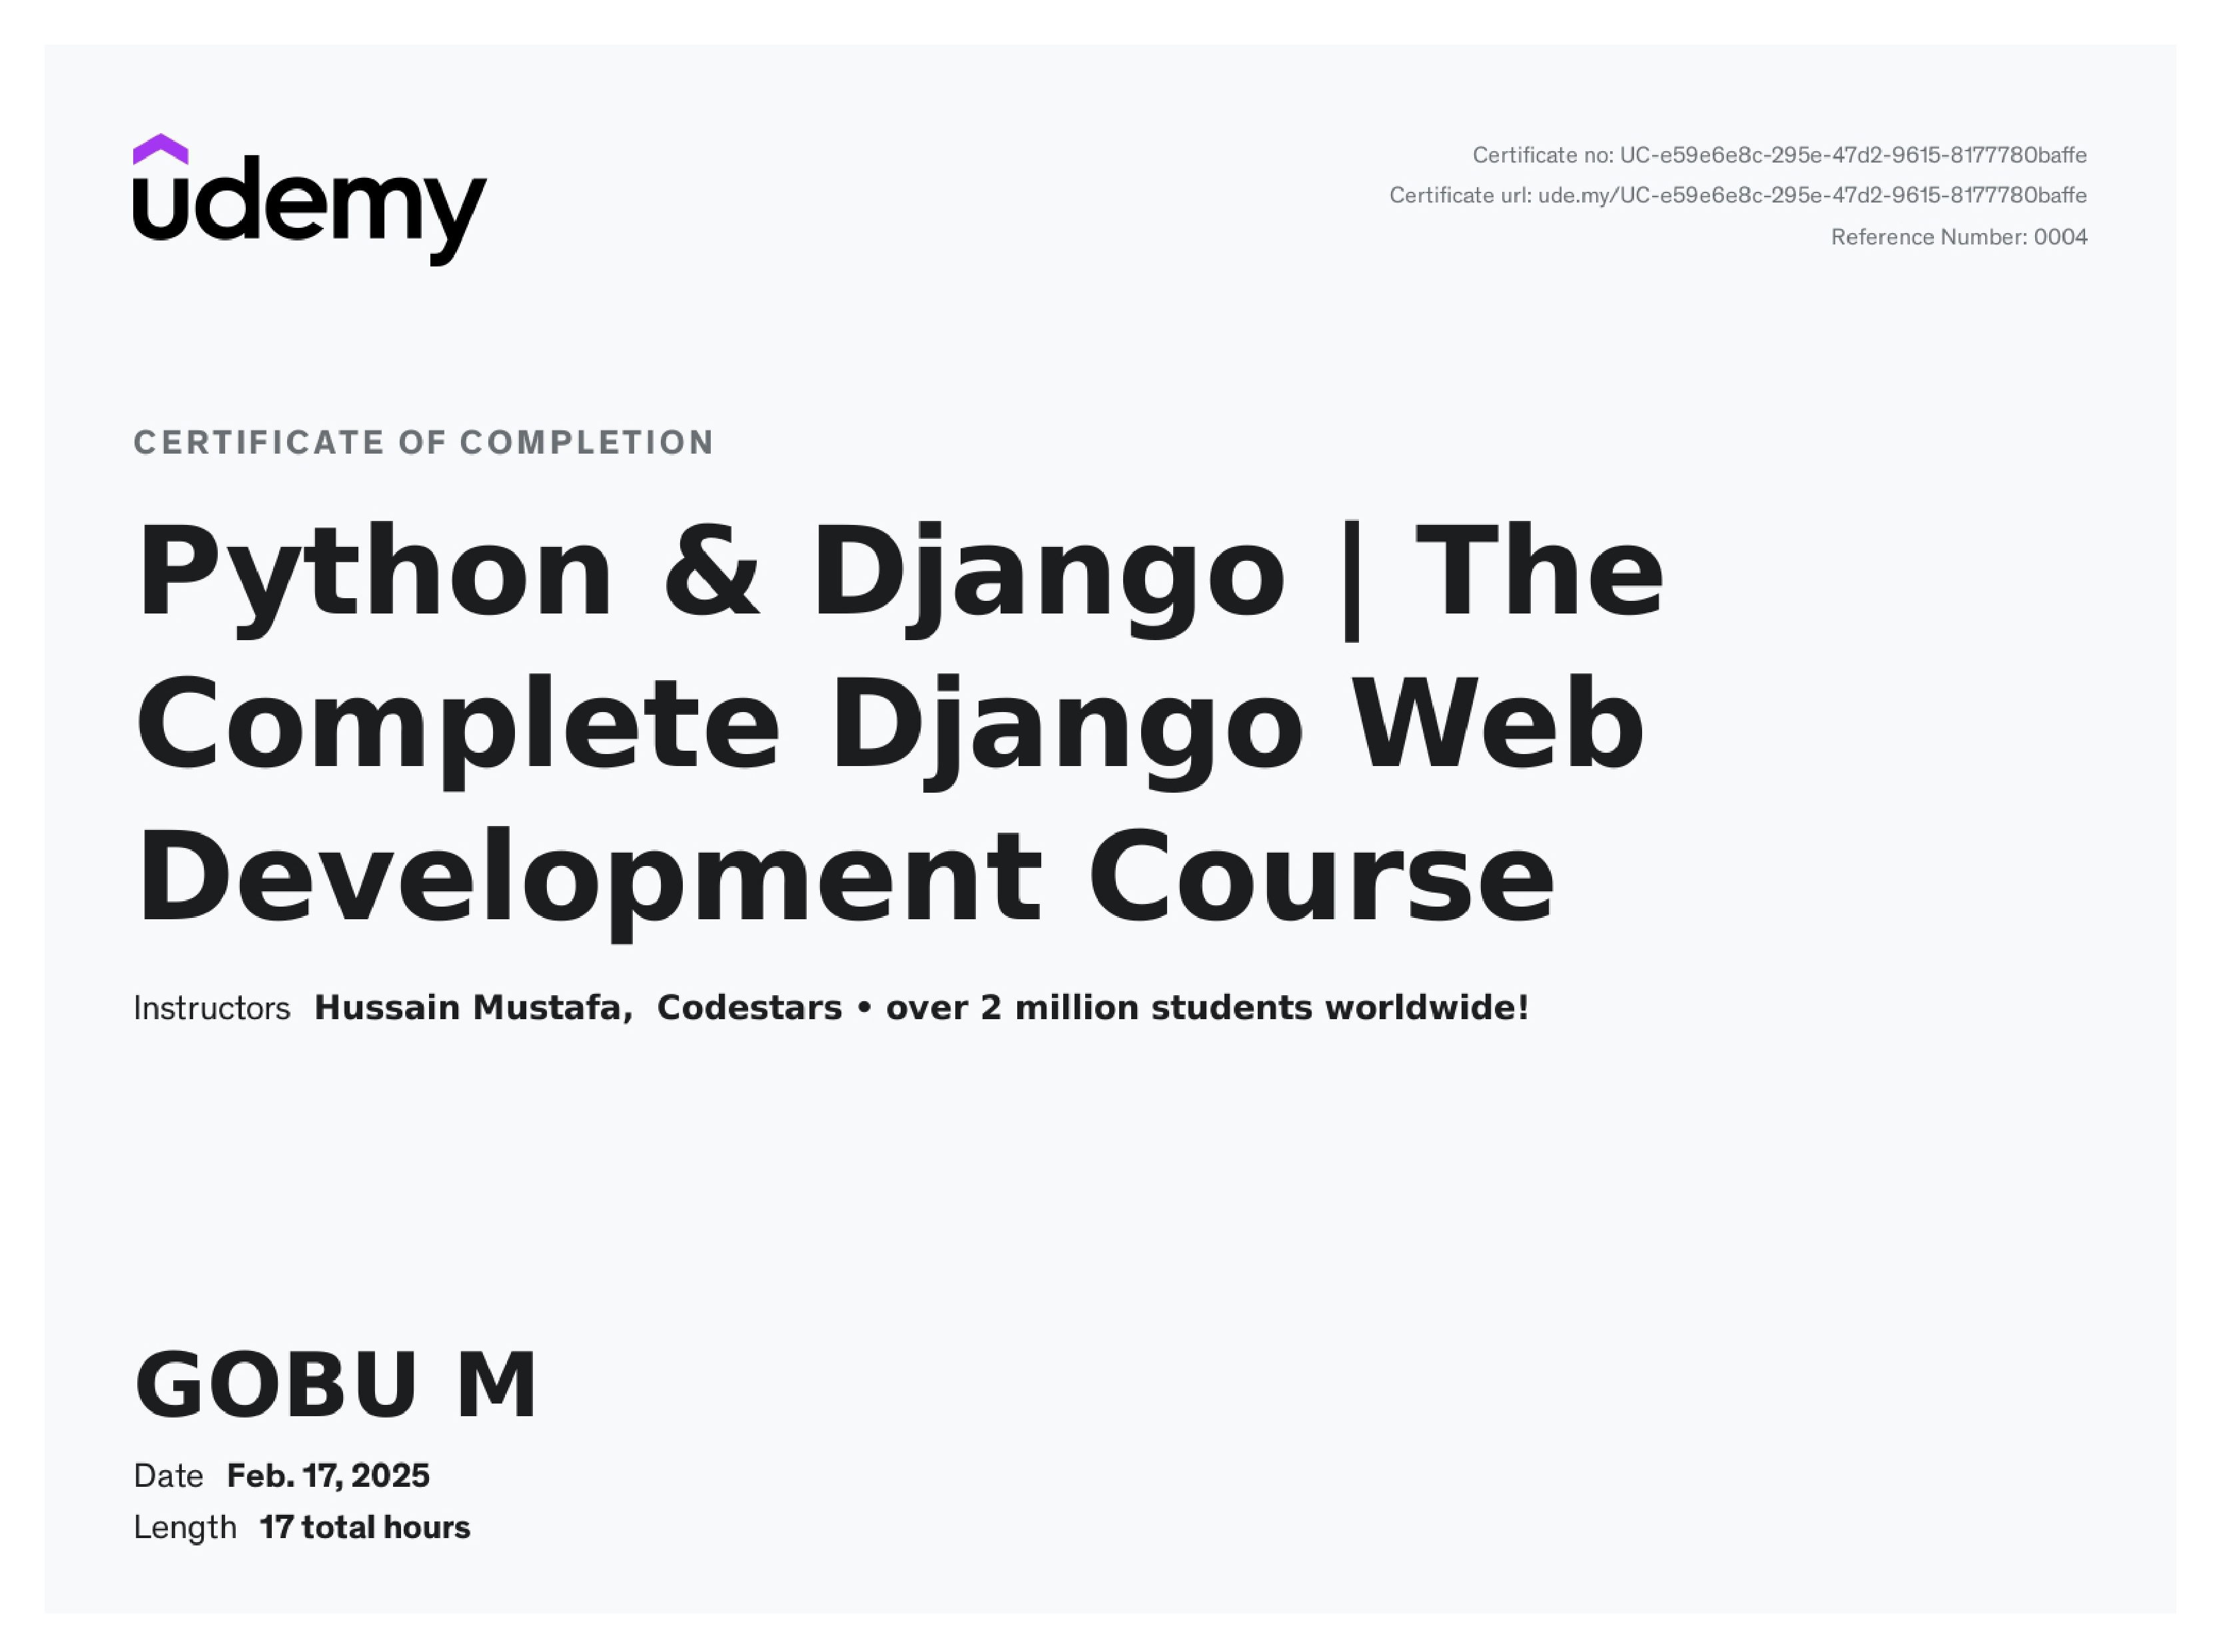 udemy
Certificate no: UC-e59e6e8c-295e-47d2-9615-8177780baffe
Certificate url: ude.my/UC-e59e6e8c-295e-47d2-9615-8177780baffe
Reference Number: 0004
CERTIFICATE OF COMPLETION
Python & Django | The
Complete Django Web
Development Course
Instructors Hussain Mustafa, Codestars • over 2 million students worldwide!
GOBU M
Date Feb. 17, 2025
Length 17 total hours